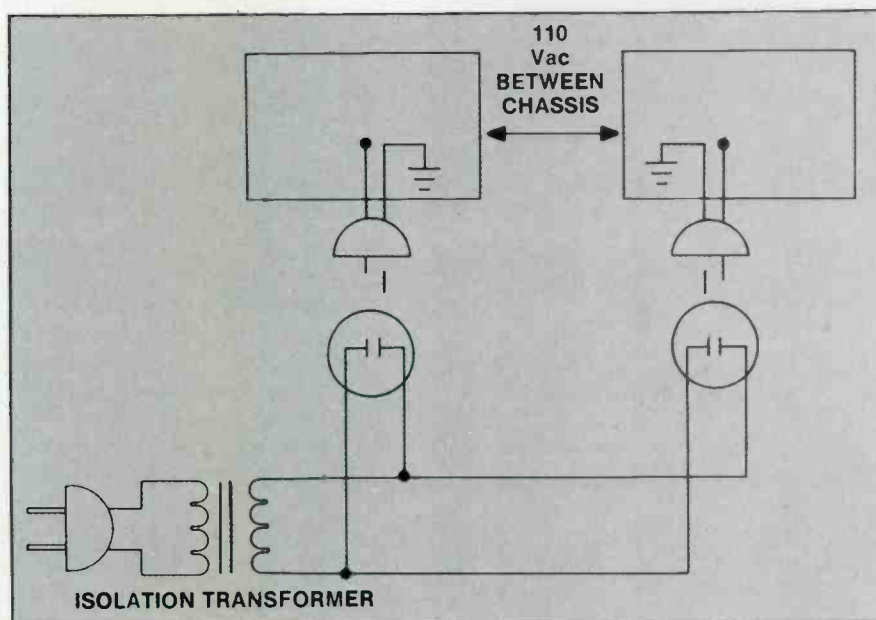 110
Vac
BETWEEN
CHASSIS
ISOLATION TRANSFORMER